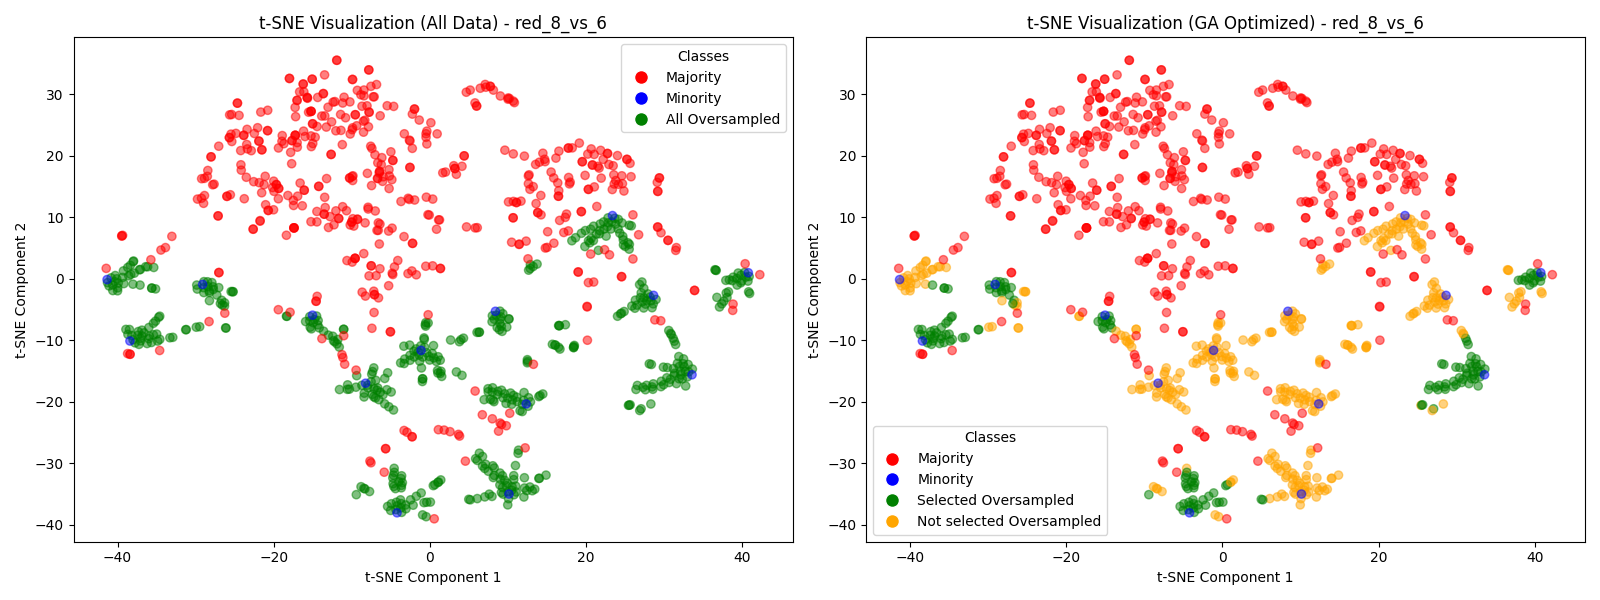 t-SNE Visualization (All Data) - red_8_vs_6
Classes
Majority
Minority
All Oversampled
30
20
10
0
−10
−20
−30
−40
t-SNE Component 2
−40
−20
0
20
40
t-SNE Component 1
t-SNE Visualization (GA Optimized) - red_8_vs_6
30
20
10
0
−10
−20
−30
−40
t-SNE Component 2
Classes
Majority
Minority
Selected Oversampled
Not selected Oversampled
−40
−20
0
20
40
t-SNE Component 1